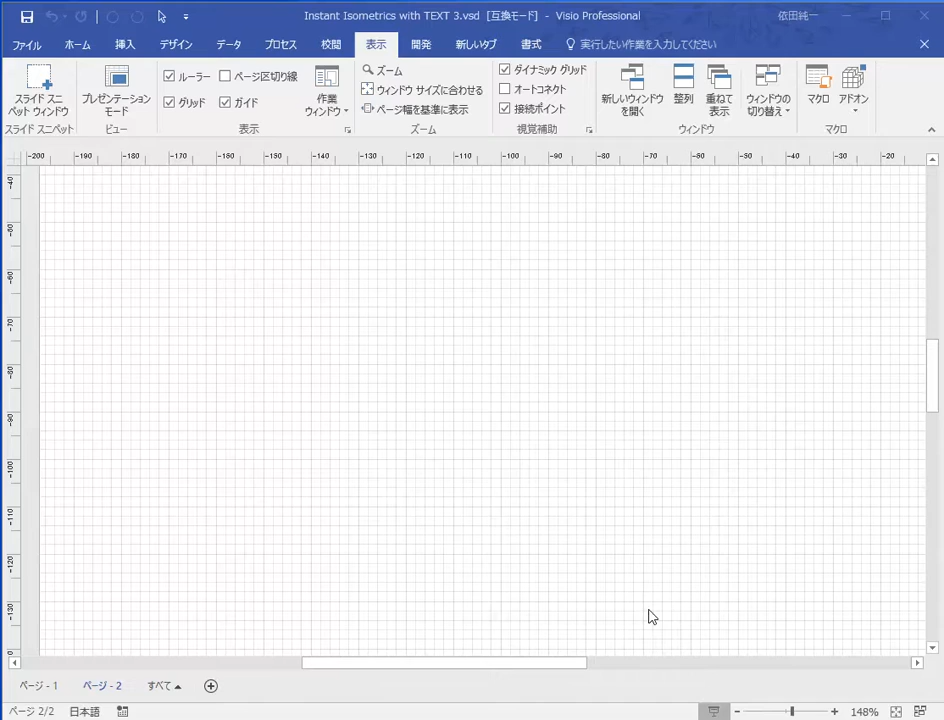 Instant Isometrics with TEXT 3.vsd [互換モード] - Visio Professional
依田純一
ファイル ホーム 挿入 デザイン データ プロセス 校閲 表示 開発 新しいタブ 書式 実行したい作業を入力してください
スライド スニペット ウィンドウ
スライド スニペット
プレゼンテーション モード
ビュー
ルーラー ページ区切り線
グリッド ガイド
作業ウィンドウ
表示
ズーム
ウィンドウ サイズに合わせる
ページ幅を基準に表示
ズーム
ダイナミック グリッド
オートコネクト
接続ポイント
視覚補助
新しいウィンドウを開く
整列
重ねて表示
ウィンドウの切り替え
ウィンドウ
マクロ
アドオン
マクロ
-200 -190 -180 -170 -160 -150 -140 -130 -120 -110 -100 -90 -80 -70 -60 -50 -40 -30 -20
-40
-60
-70
-80
-90
-100
-110
-120
-130
ページ - 1 ページ - 2 すべて
ページ 2/2 日本語
148%